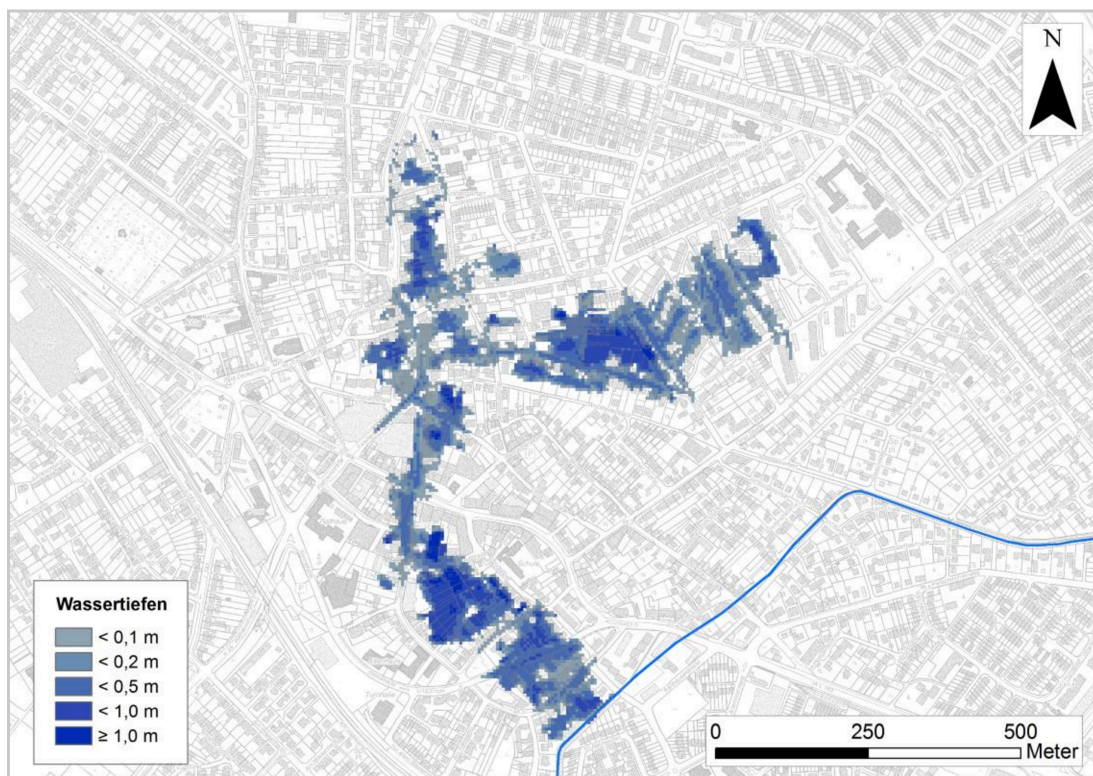 N
Wassertiefen
< 0,1 m
< 0,2 m
< 0,5 m
< 1,0 m
≥ 1,0 m
0 250 500
Meter